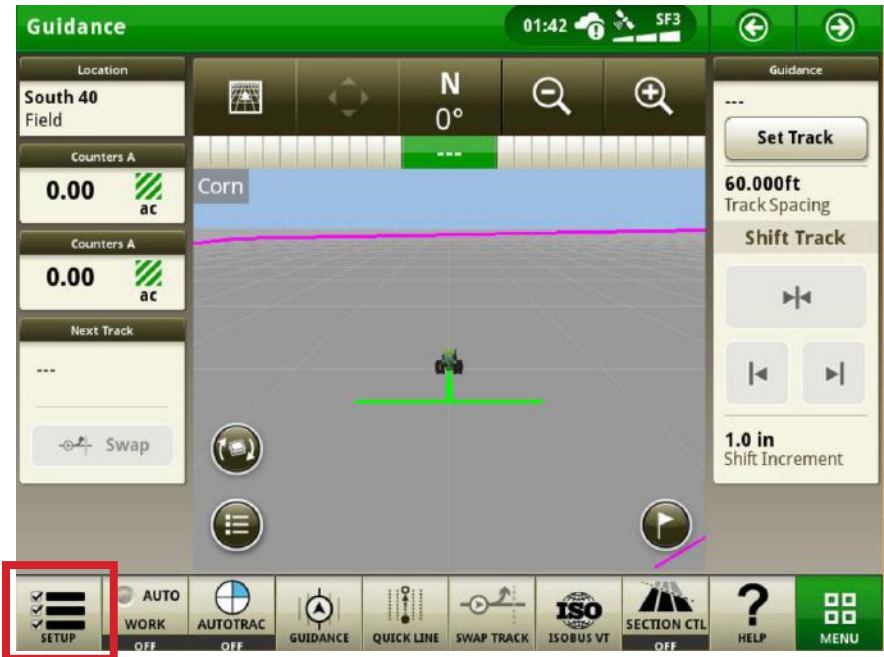 Guidance
01:42
SF3
Location
South 40
Field
Counters A
0.00
ac
Counters A
0.00
ac
Next Track
---
Swap
N
0°
---
Corn
Guidance
---
Set Track
60.000ft
Track Spacing
Shift Track
1.0 in
Shift Increment
SETUP
AUTO
WORK
OFF
AUTOTRAC
OFF
GUIDANCE
QUICK LINE
SWAP TRACK
ISO
ISOBUS VT
SECTION CTL
OFF
?
HELP
MENU